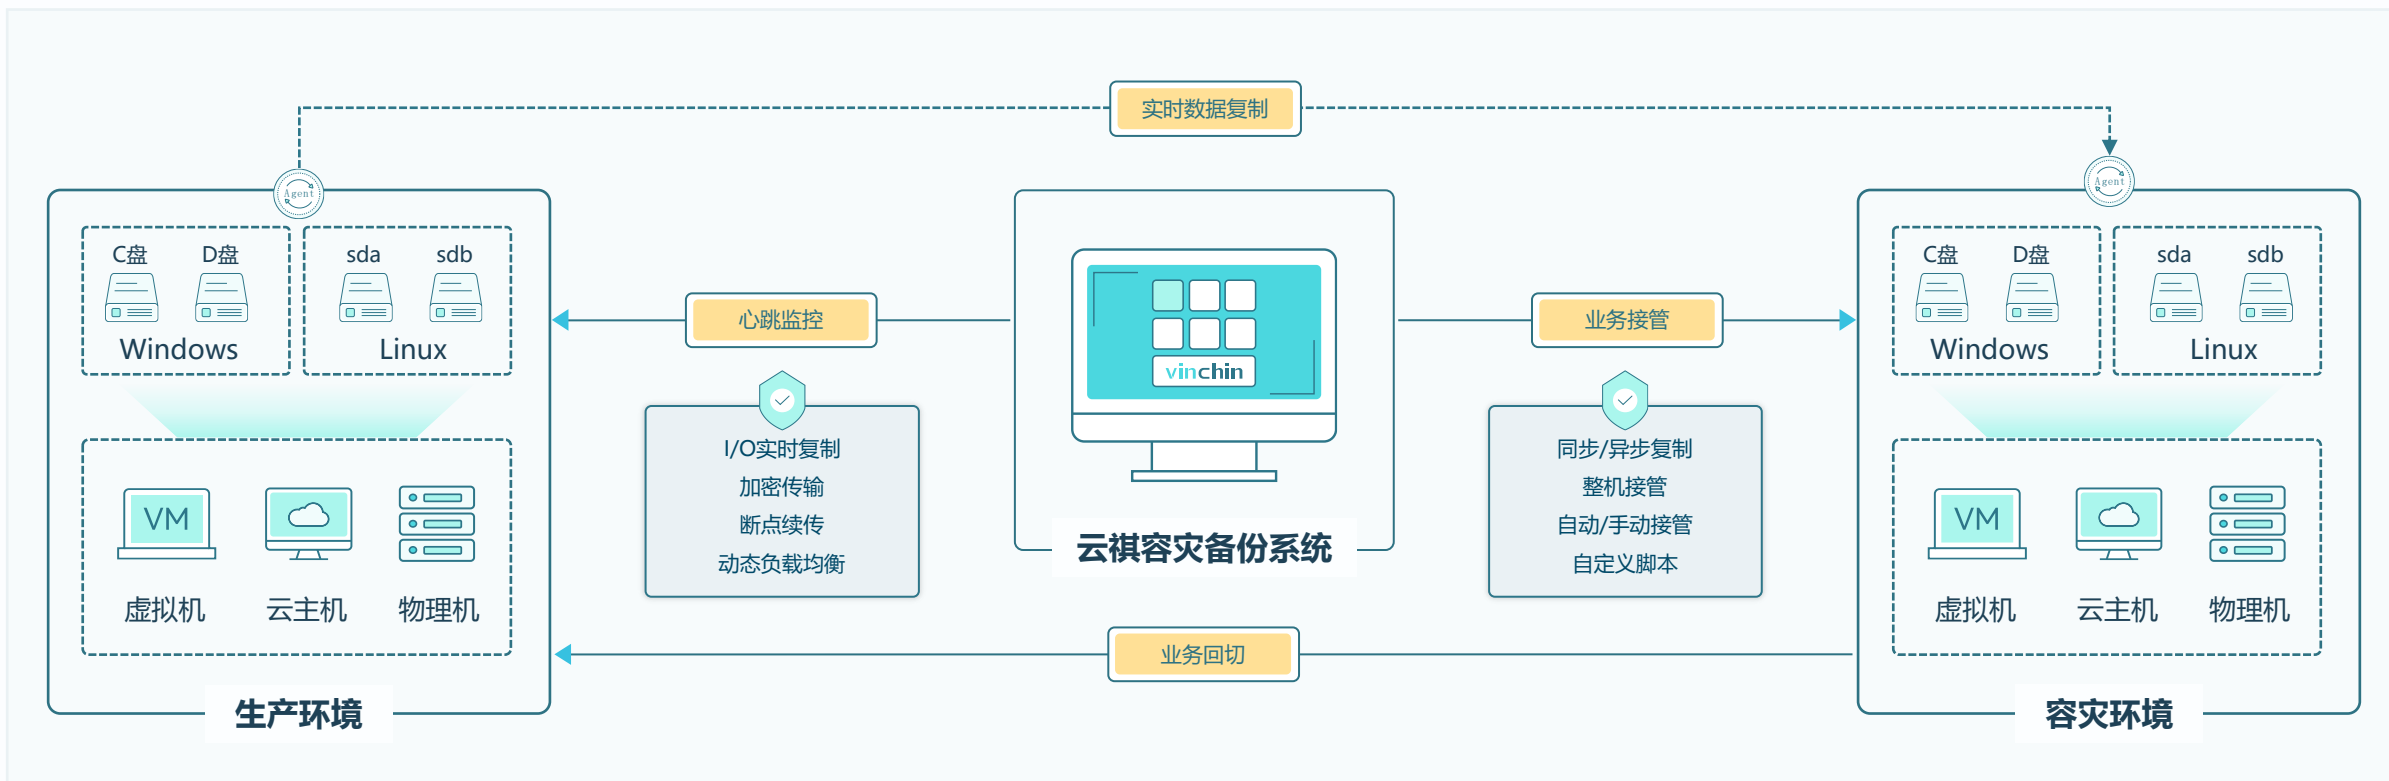 实时数据复制
Agent
C盘
D盘
Windows
sda
sdb
Linux
VM
虚拟机
云主机
物理机
生产环境
心跳监控
I/O实时复制
加密传输
断点续传
动态负载均衡
vinchin
云祺容灾备份系统
业务接管
同步/异步复制
整机接管
自动/手动接管
自定义脚本
业务回切
Agent
C盘
D盘
Windows
sda
sdb
Linux
VM
虚拟机
云主机
物理机
容灾环境